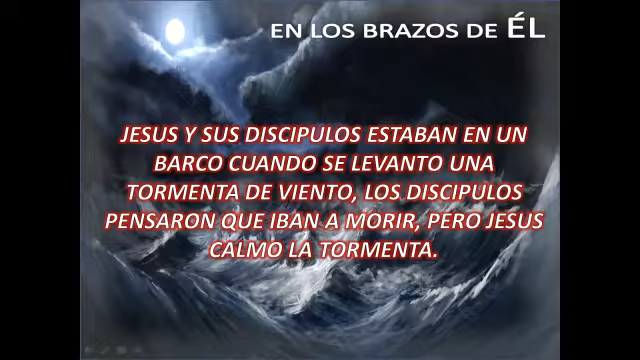 EN LOS BRAZOS DE ÉL
JESUS Y SUS DISCIPULOS ESTABAN EN UN
BARCO CUANDO SE LEVANTO UNA
TORMENTA DE VIENTO, LOS DISCIPULOS
PENSARON QUE IBAN A MORIR, PERO JESUS
CALMO LA TORMENTA.